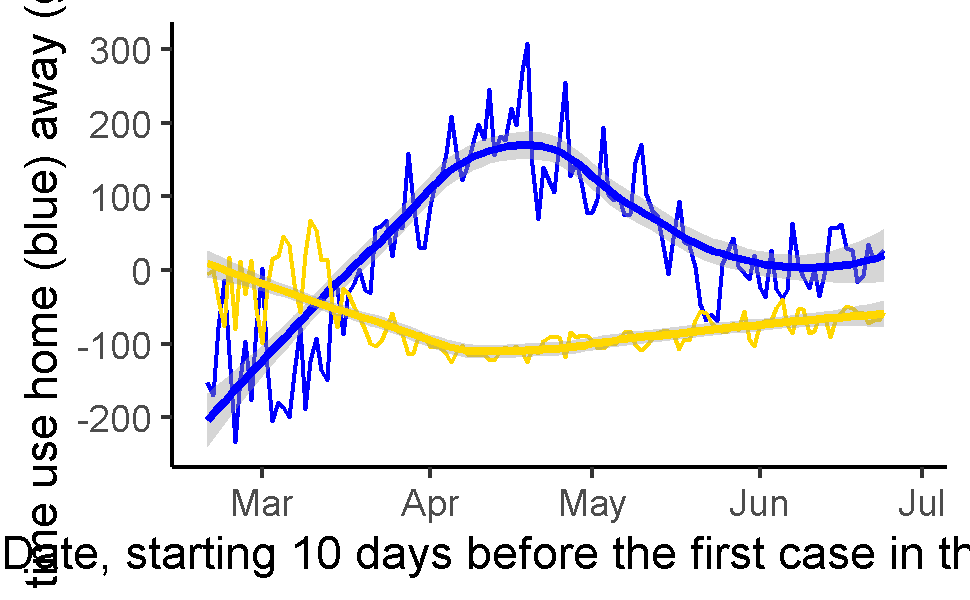 time use home (blue) away (
300
200
100
0
-100
-200
Mar Apr May Jun Jul
Date, starting 10 days before the first case in th